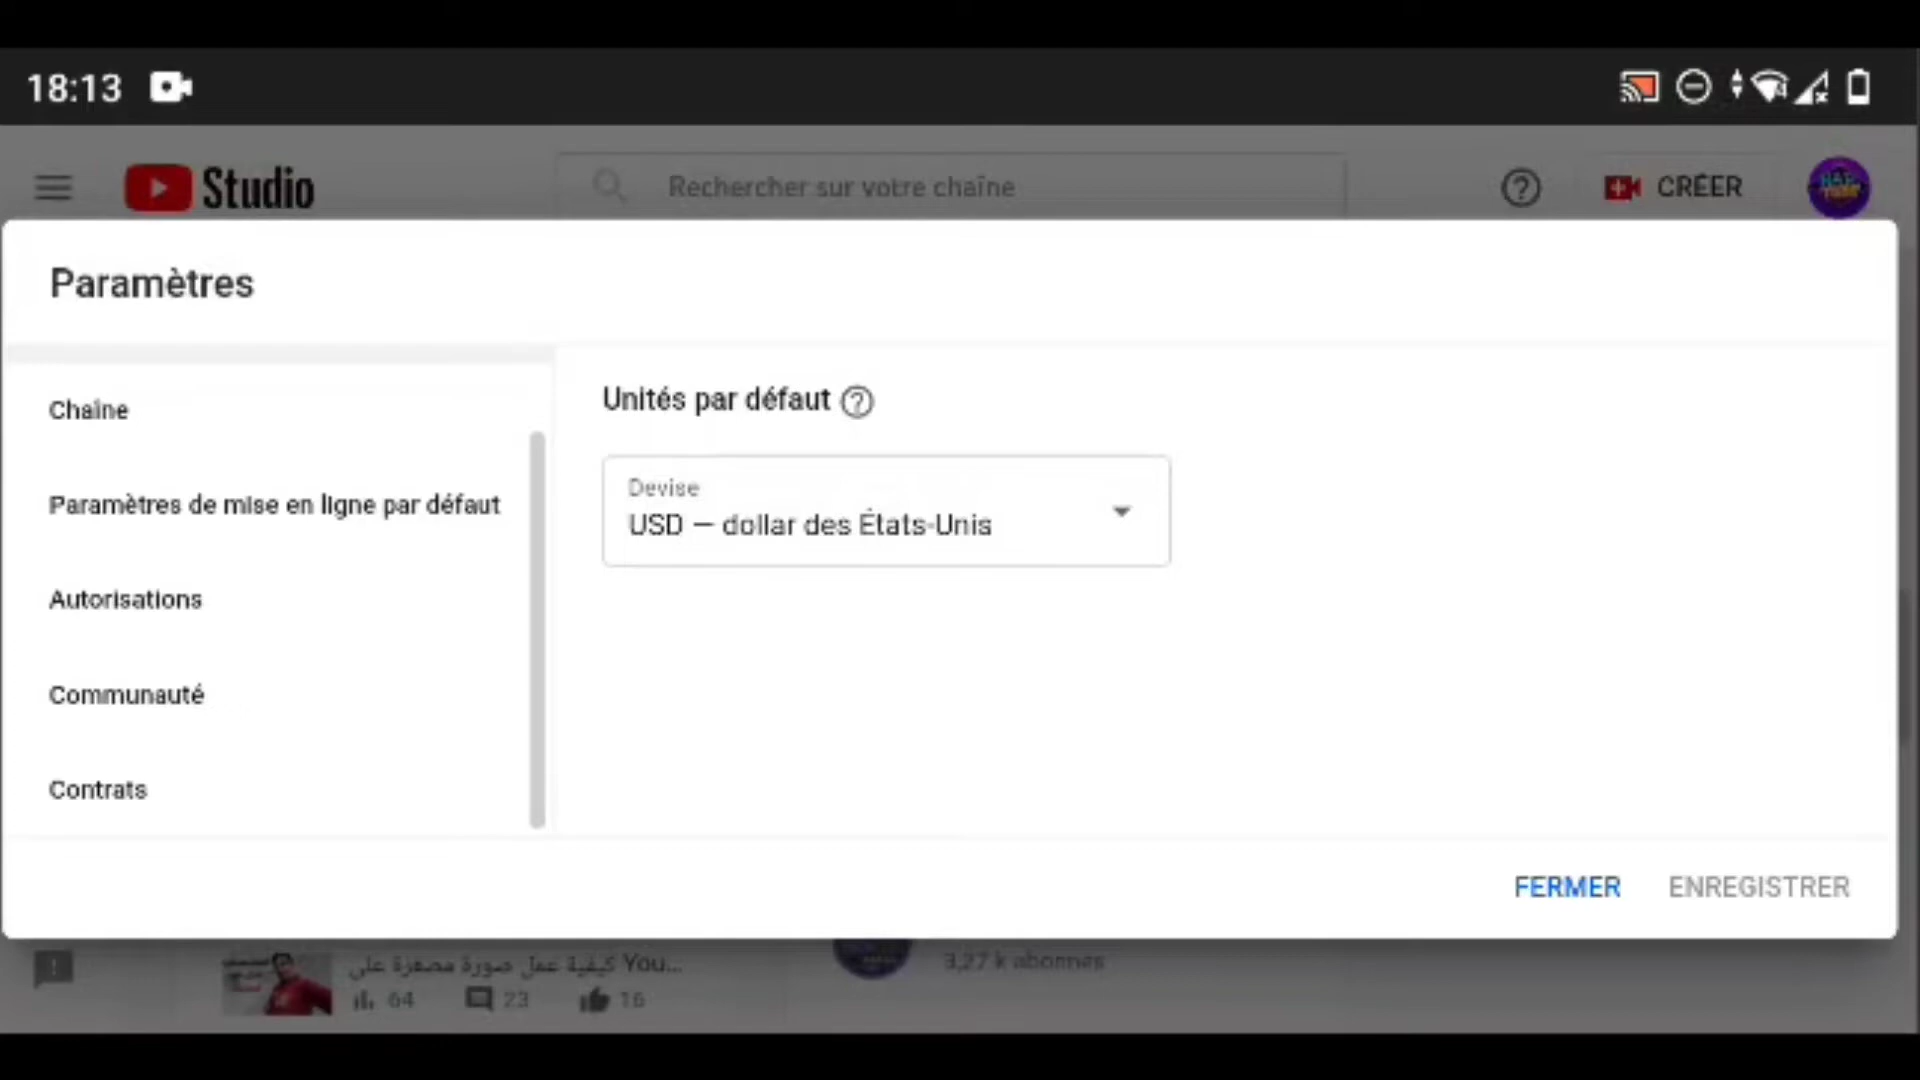 18:13
Studio
Rechercher sur votre chaîne
CRÉER
Paramètres
Chaîne
Paramètres de mise en ligne par défaut
Autorisations
Communauté
Contrats
Unités par défaut
Devise
USD — dollar des États-Unis
FERMER ENREGISTRER
كيفية عمل صورة مصغرة على You...
64 23 16
3,27 k abonnés